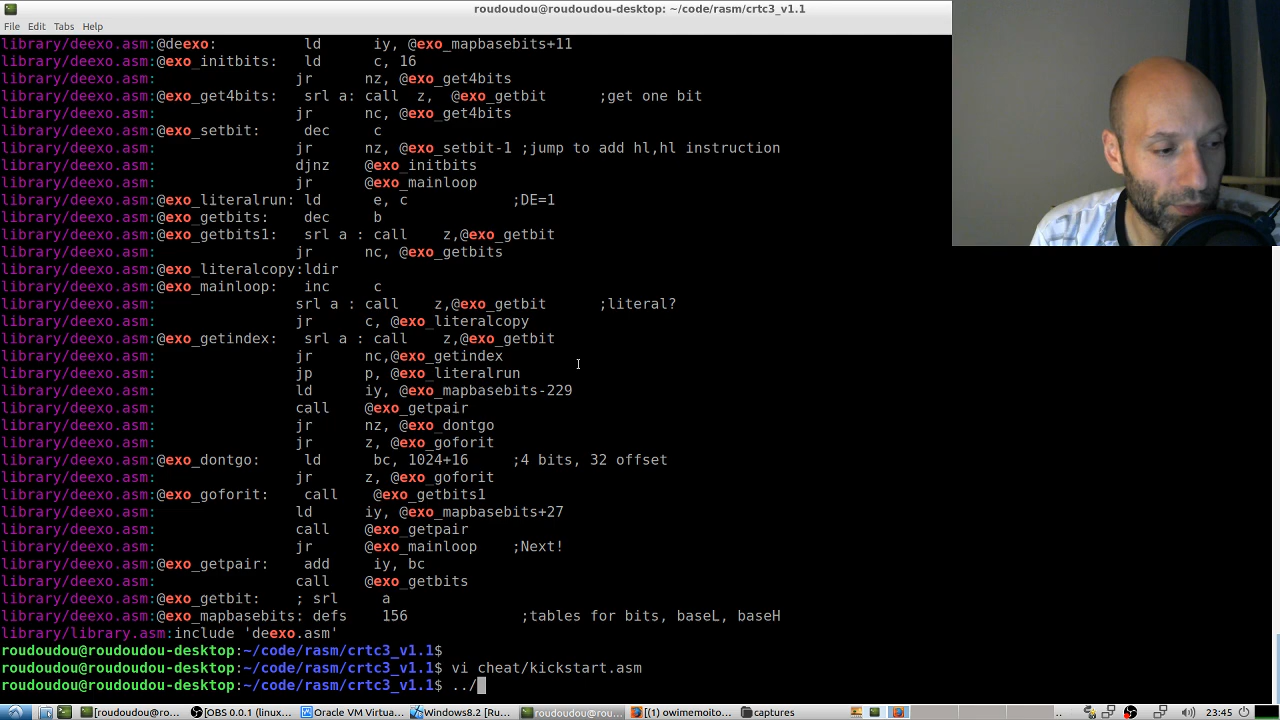 roudoudou@roudoudou-desktop: ~/code/rasm/crtc3_v1.1
File Edit Tabs Help
library/deexo.asm:@deexo: ld iy, @exo_mapbasebits+11
library/deexo.asm:@exo_initbits: ld c, 16
library/deexo.asm: jr nz, @exo_get4bits
library/deexo.asm:@exo_get4bits: srl a: call z, @exo_getbit ;get one bit
library/deexo.asm: jr nc, @exo_get4bits
library/deexo.asm:@exo_setbit: dec c
library/deexo.asm: jr nz, @exo_setbit-1 ;jump to add hl,hl instruction
library/deexo.asm: djnz @exo_initbits
library/deexo.asm: jr @exo_mainloop
library/deexo.asm:@exo_literalrun: ld e, c ;DE=1
library/deexo.asm:@exo_getbits: dec b
library/deexo.asm:@exo_getbits1: srl a : call z,@exo_getbit
library/deexo.asm: jr nc, @exo_getbits
library/deexo.asm:@exo_literalcopy:ldir
library/deexo.asm:@exo_mainloop: inc c
library/deexo.asm: srl a : call z,@exo_getbit ;literal?
library/deexo.asm: jr c, @exo_literalcopy
library/deexo.asm:@exo_getindex: srl a : call z,@exo_getbit
library/deexo.asm: jr nc,@exo_getindex
library/deexo.asm: jp p, @exo_literalrun
library/deexo.asm: ld iy, @exo_mapbasebits-229
library/deexo.asm: call @exo_getpair
library/deexo.asm: jr nz, @exo_dontgo
library/deexo.asm: jr z, @exo_goforit
library/deexo.asm:@exo_dontgo: ld bc, 1024+16 ;4 bits, 32 offset
library/deexo.asm: jr z, @exo_goforit
library/deexo.asm:@exo_goforit: call @exo_getbits1
library/deexo.asm: ld iy, @exo_mapbasebits+27
library/deexo.asm: call @exo_getpair
library/deexo.asm: jr @exo_mainloop ;Next!
library/deexo.asm:@exo_getpair: add iy, bc
library/deexo.asm: call @exo_getbits
library/deexo.asm:@exo_getbit: ; srl a
library/deexo.asm:@exo_mapbasebits: defs 156 ;tables for bits, baseL, baseH
library/library.asm:include 'deexo.asm'
roudoudou@roudoudou-desktop:~/code/rasm/crtc3_v1.1$
roudoudou@roudoudou-desktop:~/code/rasm/crtc3_v1.1$ vi cheat/kickstart.asm
roudoudou@roudoudou-desktop:~/code/rasm/crtc3_v1.1$ ../
[roudoudou@ro... [OBS 0.0.1 (linux... Oracle VM Virtua... Windows8.2 [Ru... roudoudou@rou... [(1) owimemoito... captures .. 23:45